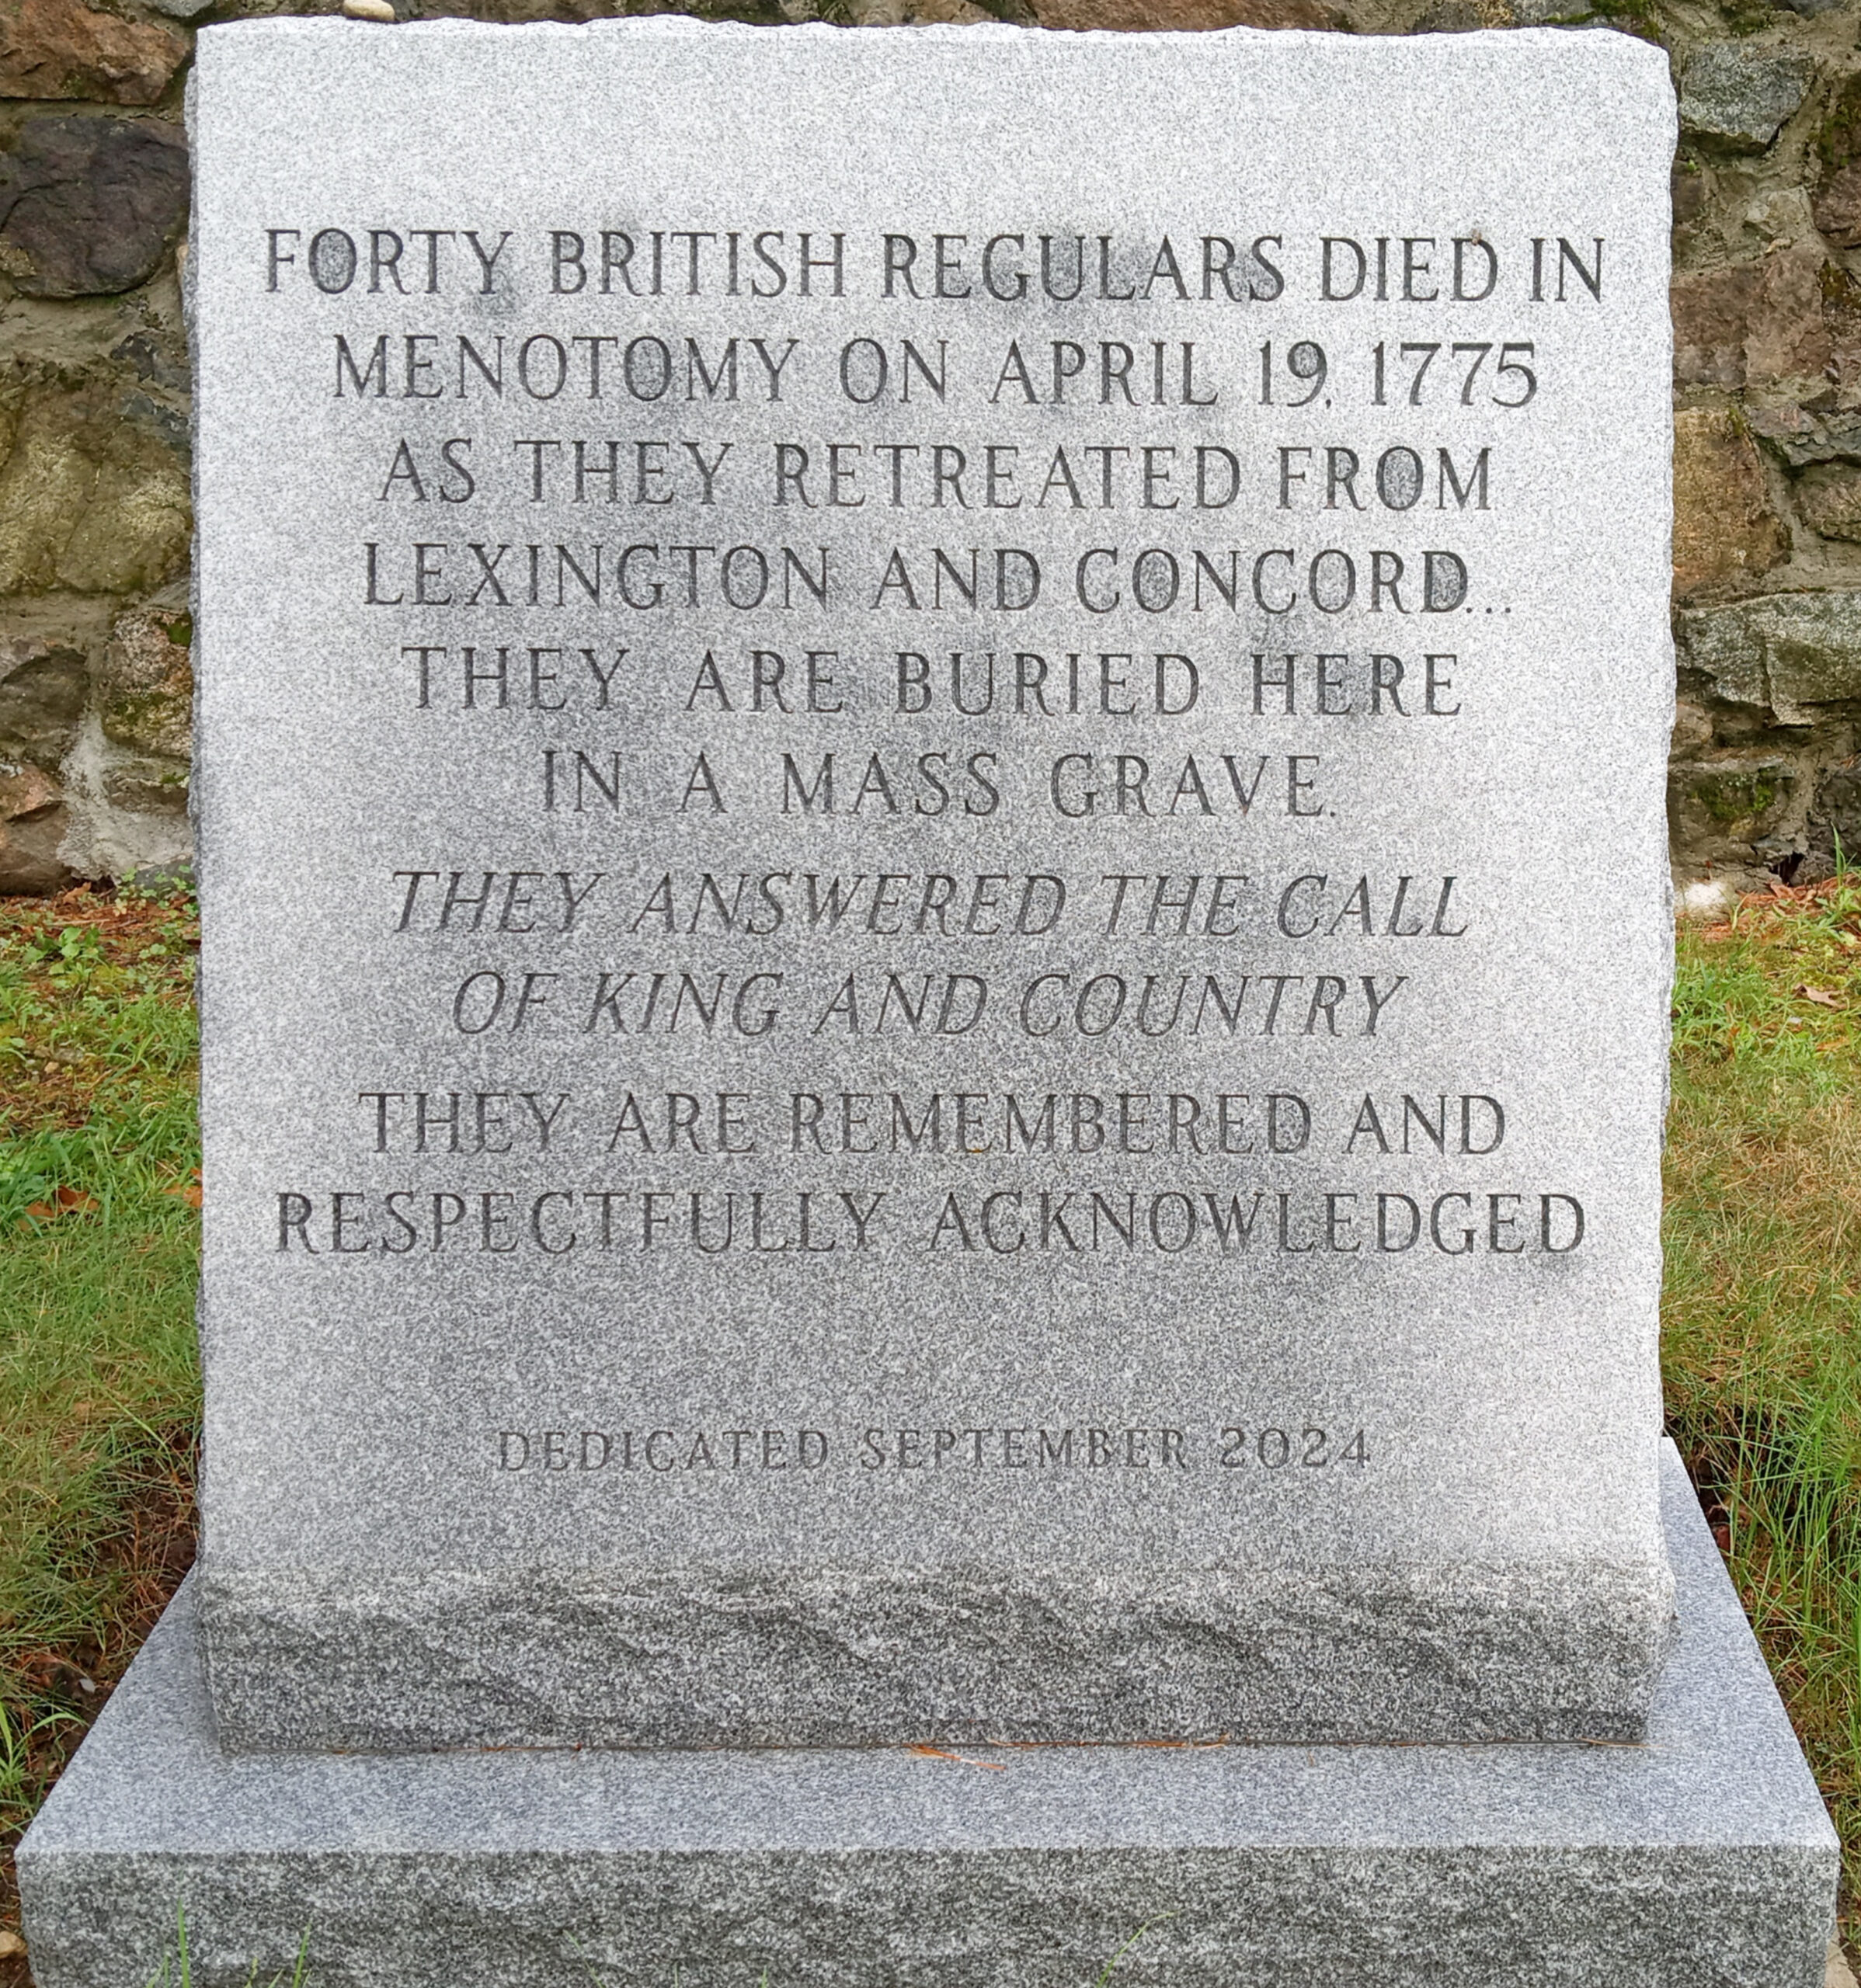 FORTY BRITISH REGULARS DIED IN
MENOTOMY ON APRIL 19, 1775
AS THEY RETREATED FROM
LEXINGTON AND CONCORD...
THEY ARE BURIED HERE
IN A MASS GRAVE.
THEY ANSWERED THE CALL
OF KING AND COUNTRY
THEY ARE REMEMBERED AND
RESPECTFULLY ACKNOWLEDGED
DEDICATED SEPTEMBER 2024